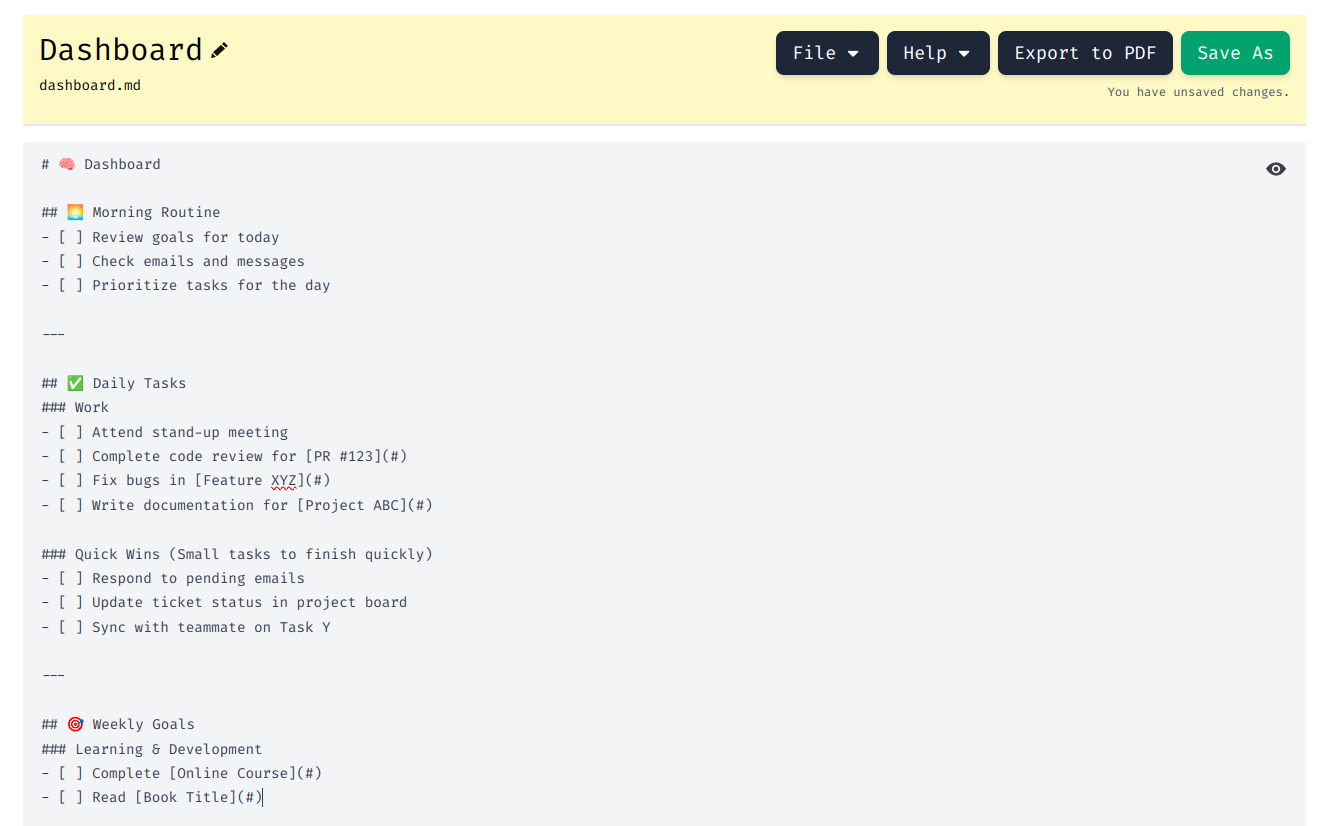 Dashboard
dashboard.md
File
Help
Export to PDF
Save As
You have unsaved changes.
# 🧠 Dashboard
## 🌅 Morning Routine
- [ ] Review goals for today
- [ ] Check emails and messages
- [ ] Prioritize tasks for the day
---
## ✅ Daily Tasks
### Work
- [ ] Attend stand-up meeting
- [ ] Complete code review for [PR #123](#)
- [ ] Fix bugs in [Feature XYZ](#)
- [ ] Write documentation for [Project ABC](#)
### Quick Wins (Small tasks to finish quickly)
- [ ] Respond to pending emails
- [ ] Update ticket status in project board
- [ ] Sync with teammate on Task Y
---
## 🎯 Weekly Goals
### Learning & Development
- [ ] Complete [Online Course](#)
- [ ] Read [Book Title](#)